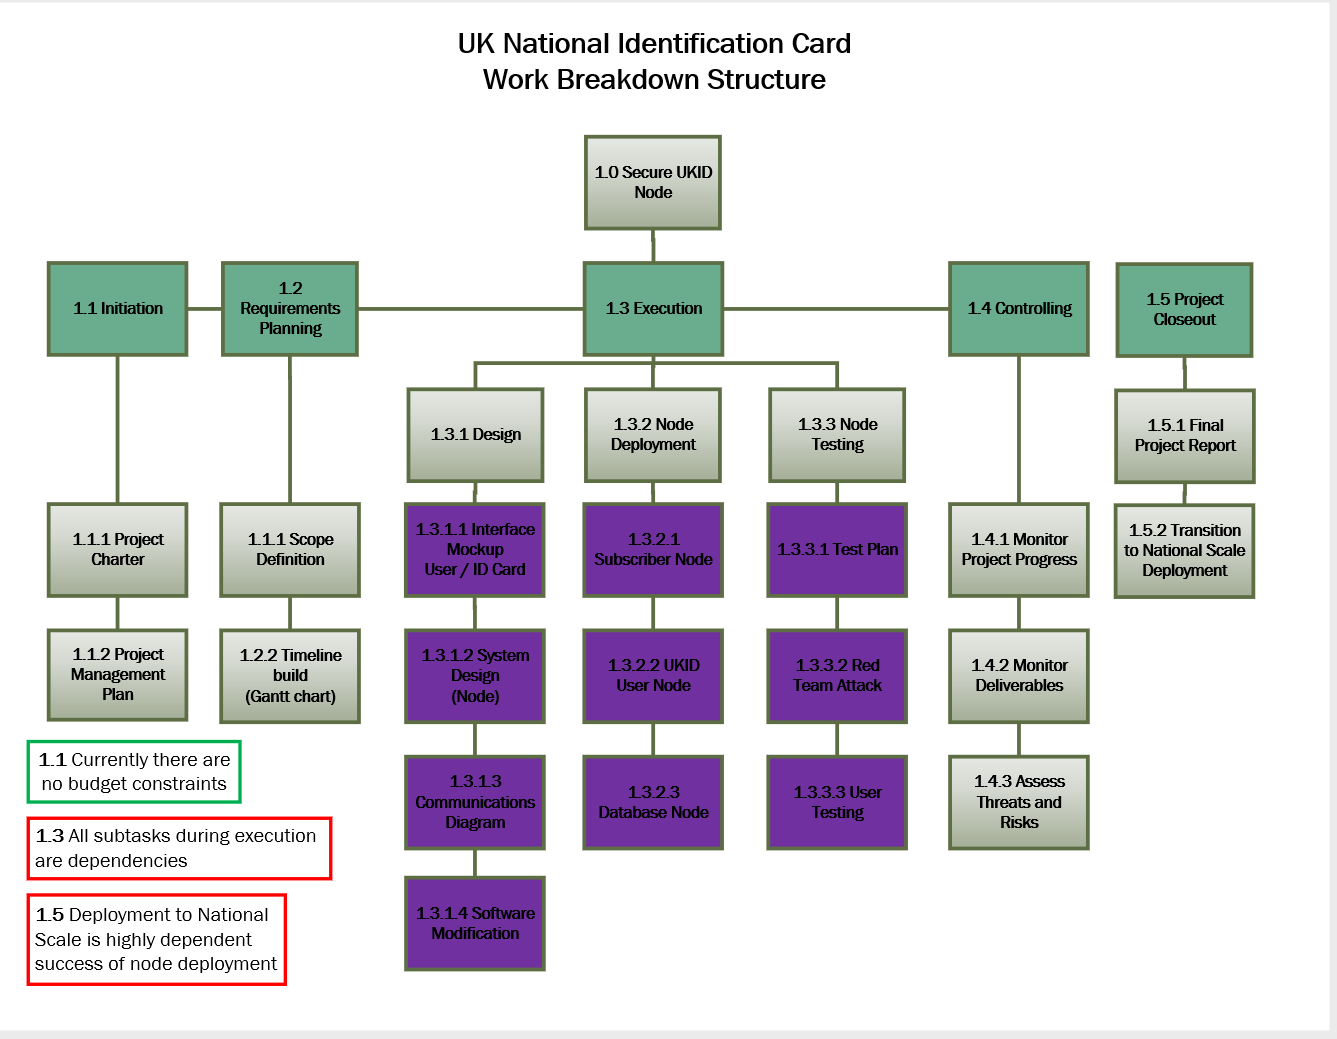 UK National Identification Card
Work Breakdown Structure
1.0 Secure UKID
Node
1.1 Initiation
1.2
Requirements
Planning
1.3 Execution
1.4 Controlling
1.5 Project
Closeout
1.3.1 Design
1.3.2 Node
Deployment
1.3.3 Node
Testing
1.5.1 Final
Project Report
1.1.1 Project
Charter
1.1.1 Scope
Definition
1.3.1.1 Interface
Mockup
User / ID Card
1.3.2.1
Subscriber Node
1.3.3.1 Test Plan
1.4.1 Monitor
Project Progress
1.5.2 Transition
to National Scale
Deployment
1.1.2 Project
Management
Plan
1.2.2 Timeline
build
(Gantt chart)
1.3.1.2 System
Design
(Node)
1.3.2.2 UKID
User Node
1.3.3.2 Red
Team Attack
1.4.2 Monitor
Deliverables
1.3.1.3
Communications
Diagram
1.3.2.3
Database Node
1.3.3.3 User
Testing
1.4.3 Assess
Threats and
Risks
1.3.1.4 Software
Modification
1.1 Currently there are
no budget constraints
1.3 All subtasks during execution
are dependencies
1.5 Deployment to National
Scale is highly dependent
success of node deployment